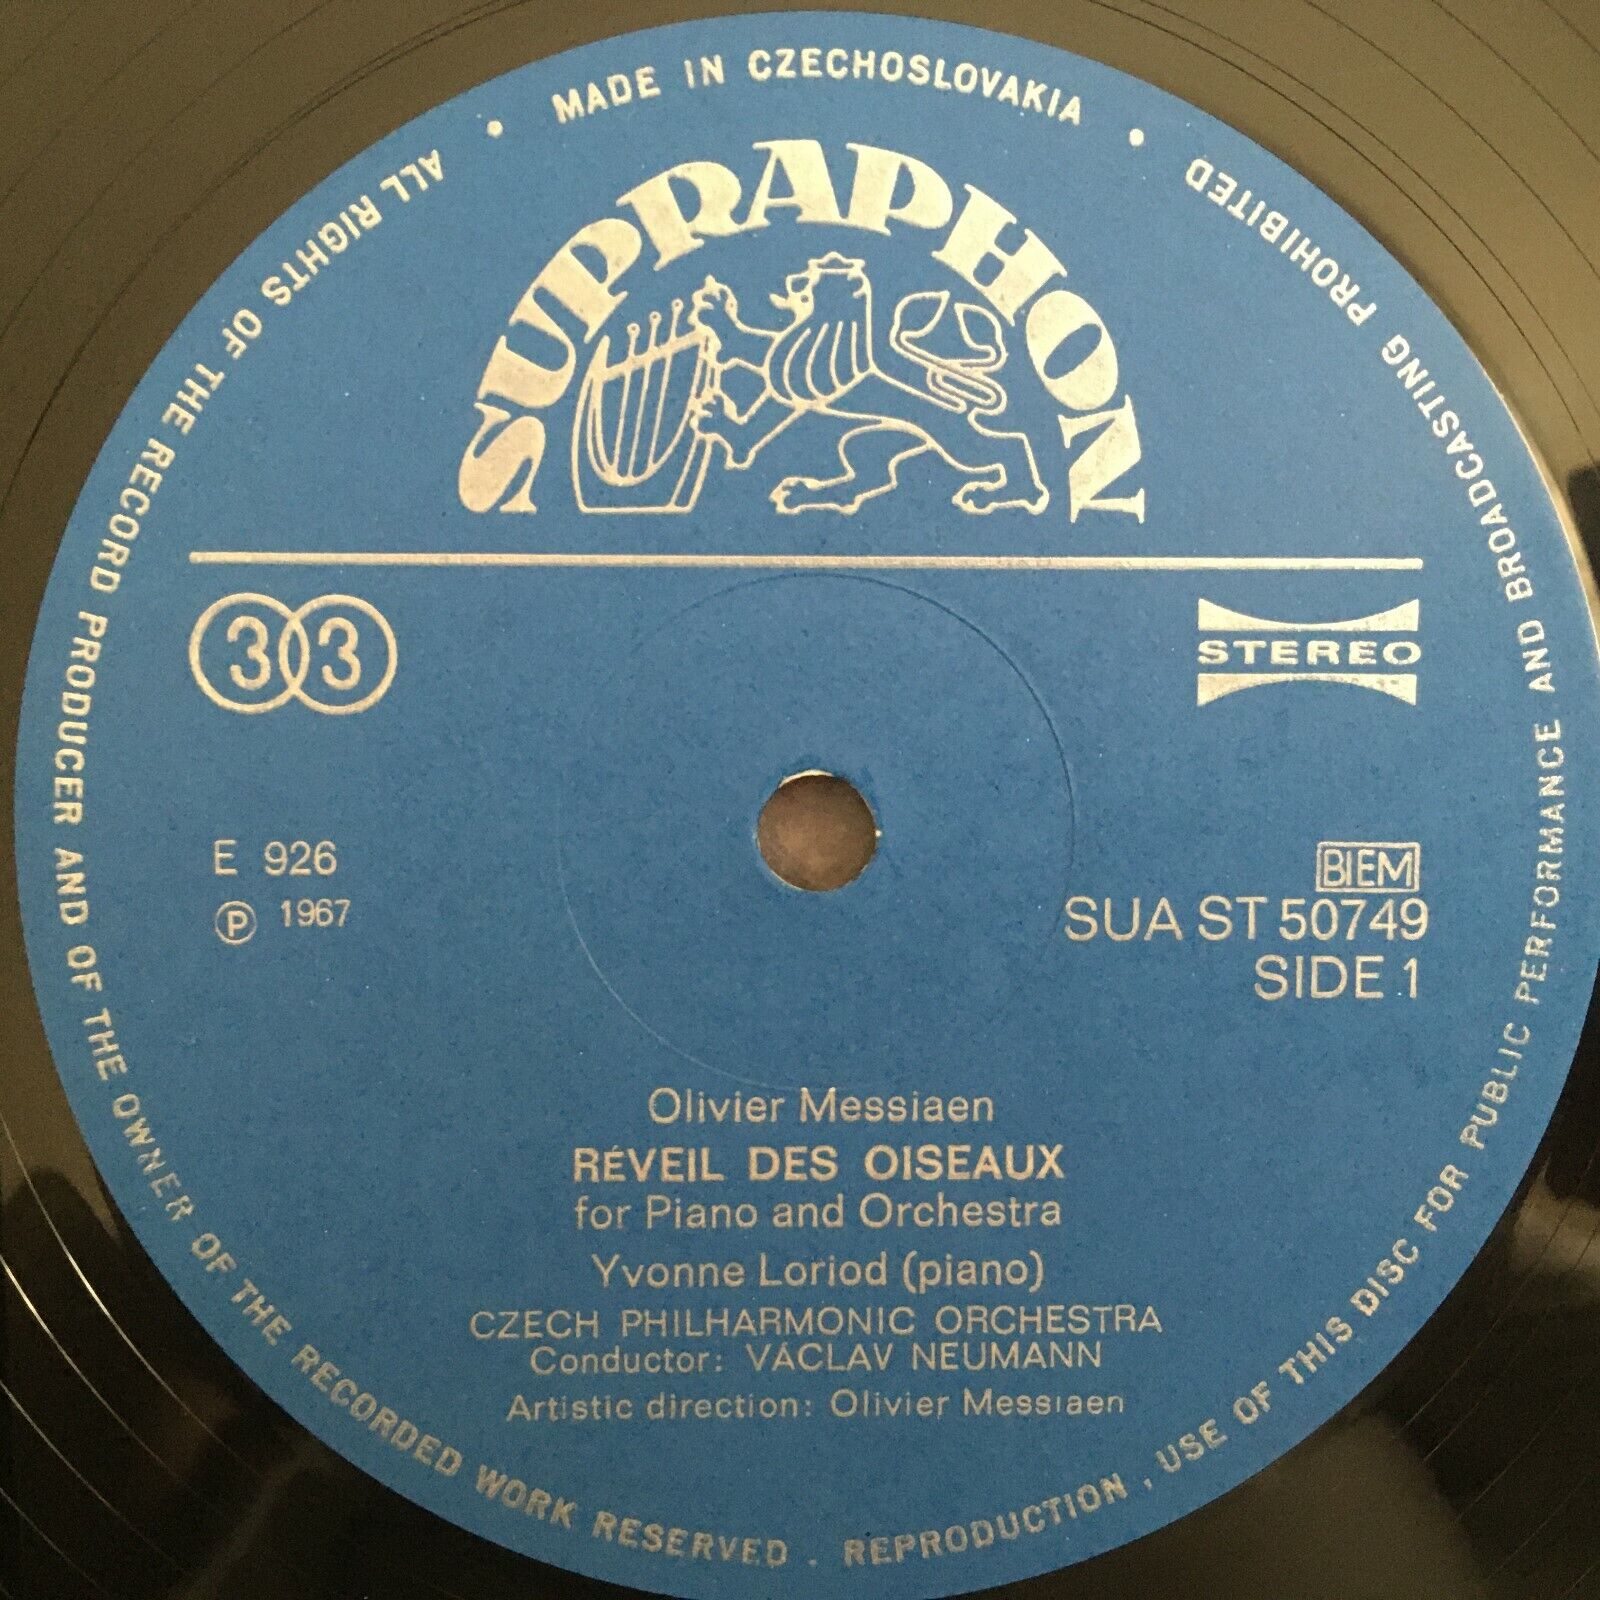 MADE IN CZECHOSLOVAKIA
SUPRAPHON
33
STEREO
E 926
Ⓟ 1967
BIEM
SUA ST 50749
SIDE 1
Olivier Messiaen
RÉVEIL DES OISEAUX
for Piano and Orchestra
Yvonne Loriod (piano)
CZECH PHILHARMONIC ORCHESTRA
Conductor: VÁCLAV NEUMANN
Artistic direction: Olivier Messiaen
ALL RIGHTS OF THE RECORD PRODUCER AND OF THE OWNER OF THE RECORDED WORK RESERVED . REPRODUCTION , USE OF THIS DISC FOR PUBLIC PERFORMANCE AND BROADCASTING PROHIBITED